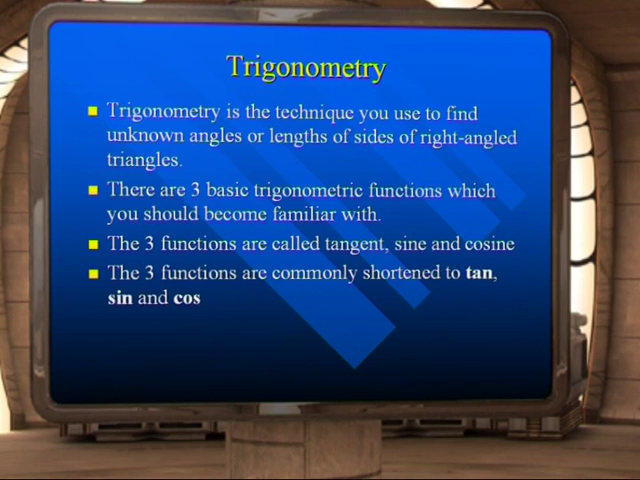 Trigonometry
Trigonometry is the technique you use to find
unknown angles or lengths of sides of right-angled
triangles.
There are 3 basic trigonometric functions which
you should become familiar with.
The 3 functions are called tangent, sine and cosine
The 3 functions are commonly shortened to tan,
sin and cos